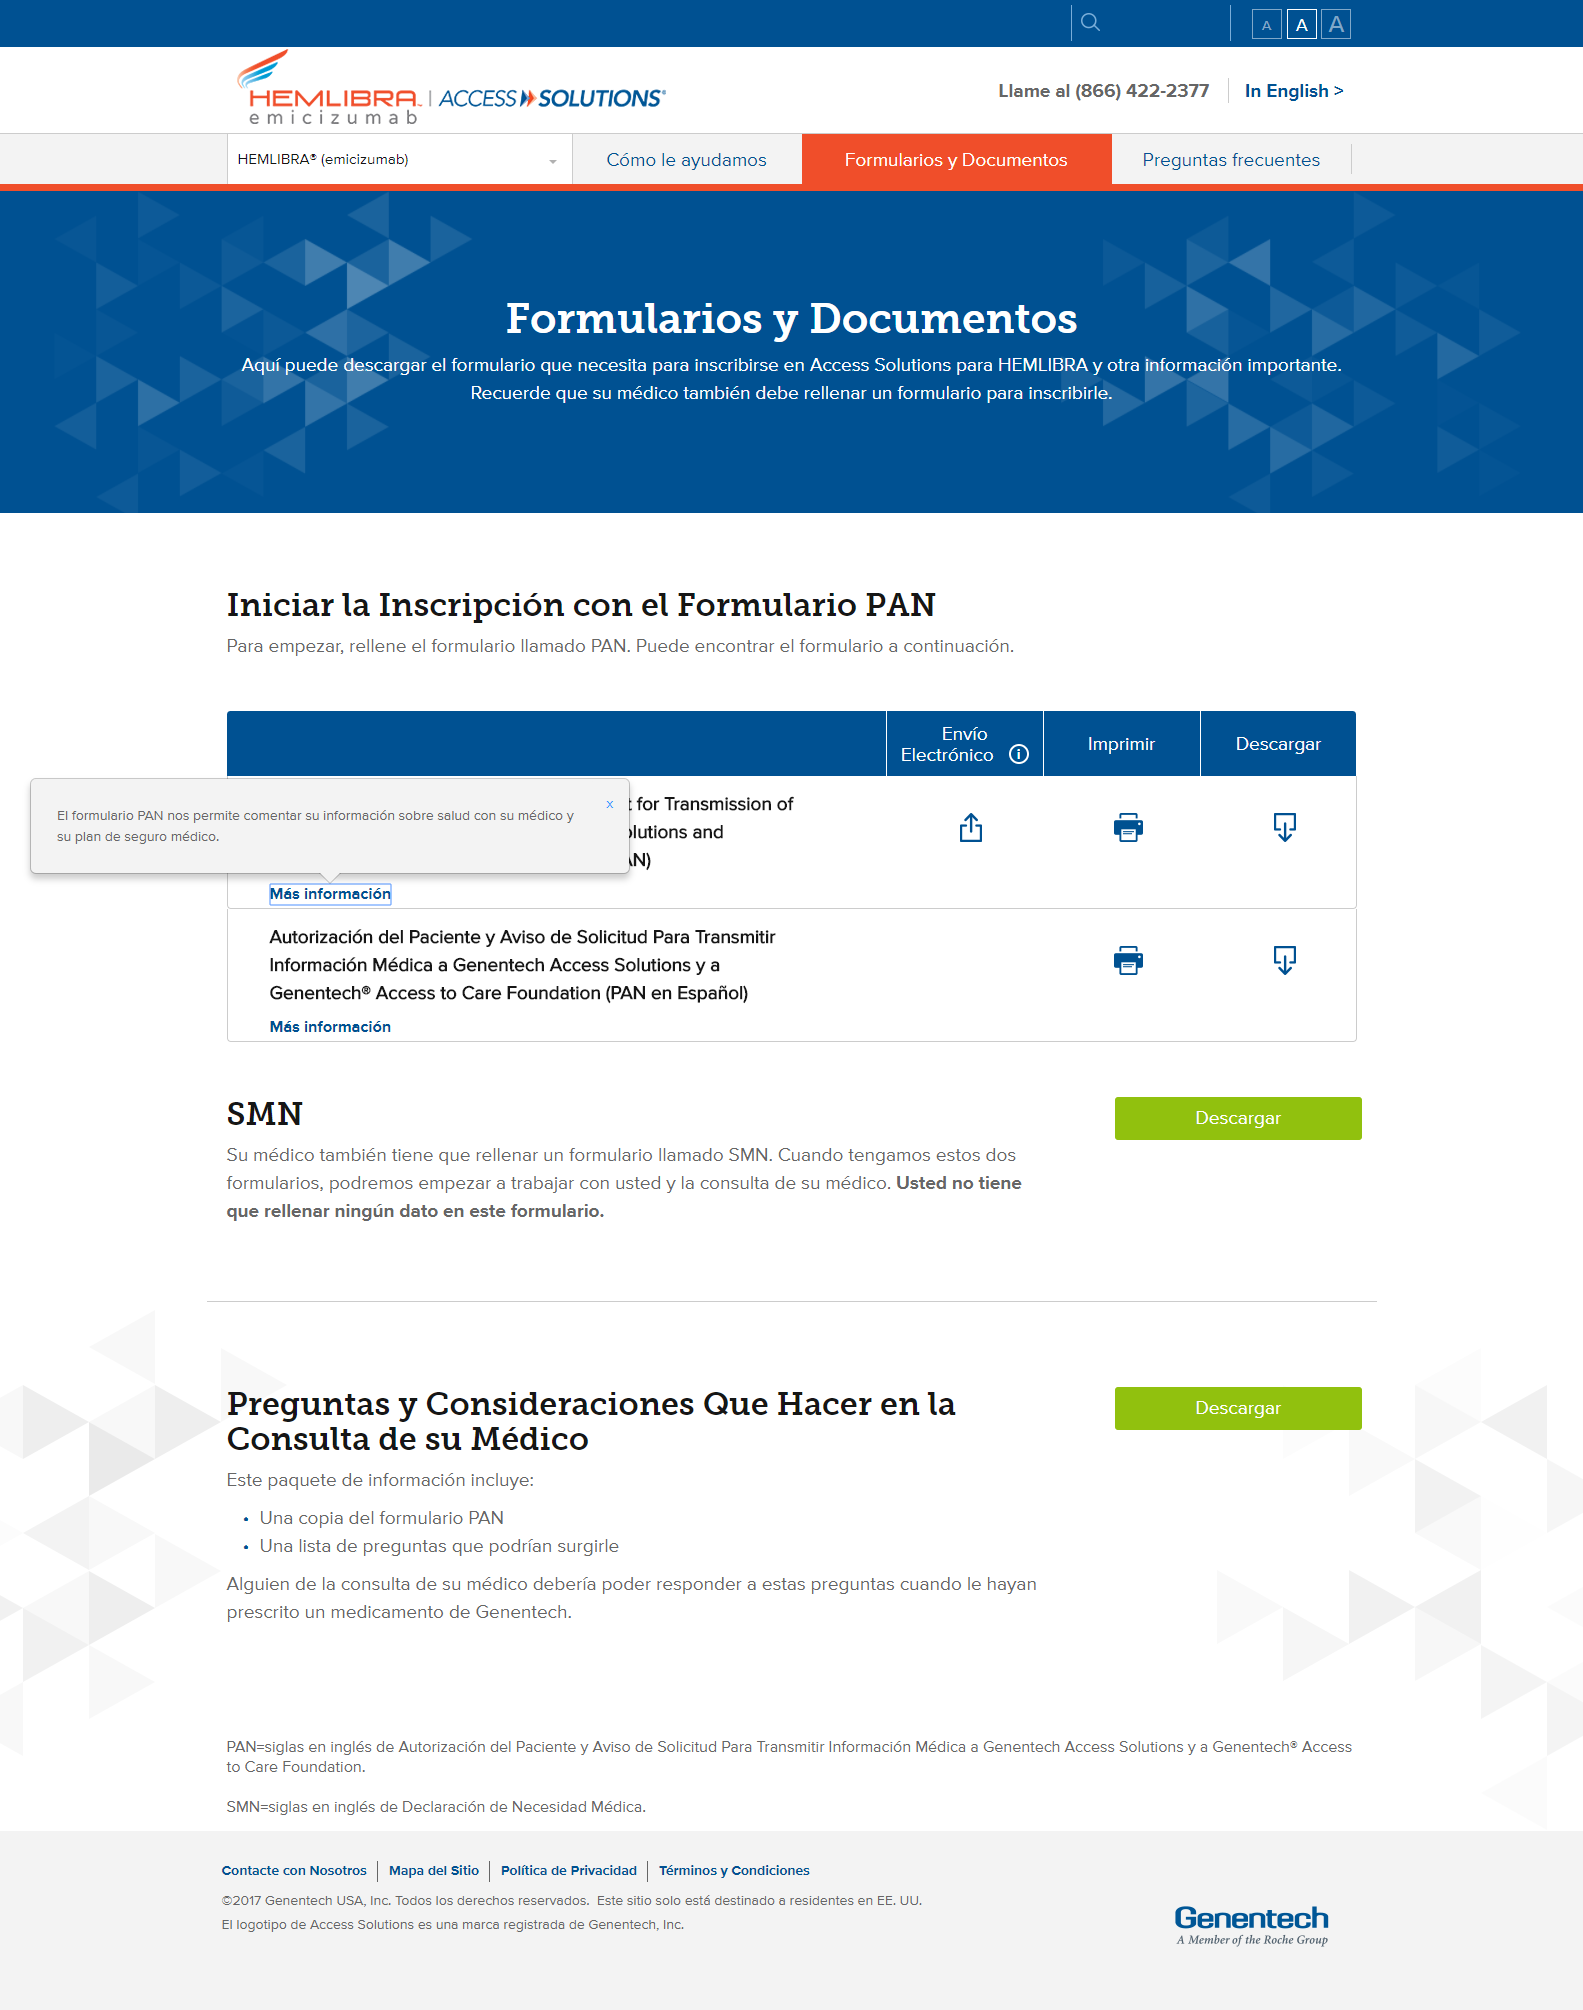 A A A
HEMLIBRA | ACCESS SOLUTIONS®
emicizumab
Llame al (866) 422-2377
In English >
HEMLIBRA® (emicizumab)
Cómo le ayudamos
Formularios y Documentos
Preguntas frecuentes
Formularios y Documentos
Aquí puede descargar el formulario que necesita para inscribirse en Access Solutions para HEMLIBRA y otra información importante.
Recuerde que su médico también debe rellenar un formulario para inscribirle.
Iniciar la Inscripción con el Formulario PAN
Para empezar, rellene el formulario llamado PAN. Puede encontrar el formulario a continuación.
Envío
Electrónico
Imprimir
Descargar
El formulario PAN nos permite comentar su información sobre salud con su médico y
su plan de seguro médico.
x
for Transmission of
olutions and
AN)
Más información
Autorización del Paciente y Aviso de Solicitud Para Transmitir
Información Médica a Genentech Access Solutions y a
Genentech® Access to Care Foundation (PAN en Español)
Más información
SMN
Descargar
Su médico también tiene que rellenar un formulario llamado SMN. Cuando tengamos estos dos
formularios, podremos empezar a trabajar con usted y la consulta de su médico. Usted no tiene
que rellenar ningún dato en este formulario.
Preguntas y Consideraciones Que Hacer en la
Consulta de su Médico
Descargar
Este paquete de información incluye:
• Una copia del formulario PAN
• Una lista de preguntas que podrían surgirle
Alguien de la consulta de su médico debería poder responder a estas preguntas cuando le hayan
prescrito un medicamento de Genentech.
PAN=siglas en inglés de Autorización del Paciente y Aviso de Solicitud Para Transmitir Información Médica a Genentech Access Solutions y a Genentech® Access
to Care Foundation.
SMN=siglas en inglés de Declaración de Necesidad Médica.
Contacte con Nosotros
Mapa del Sitio
Política de Privacidad
Términos y Condiciones
©2017 Genentech USA, Inc. Todos los derechos reservados. Este sitio solo está destinado a residentes en EE. UU.
El logotipo de Access Solutions es una marca registrada de Genentech, Inc.
Genentech
A Member of the Roche Group